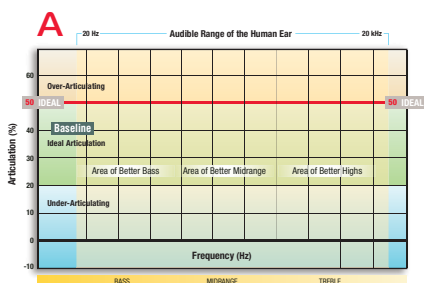 A
20 Hz Audible Range of the Human Ear 20 kHz
60
Over-Articulating
50 IDEAL 50 IDEAL
Baseline
40
Ideal Articulation
30
Area of Better Bass Area of Better Midrange Area of Better Highs
20
Under-Articulating
10
0
Frequency (Hz)
-10
Articulation (%)
BASS MIDRANGE TREBLE